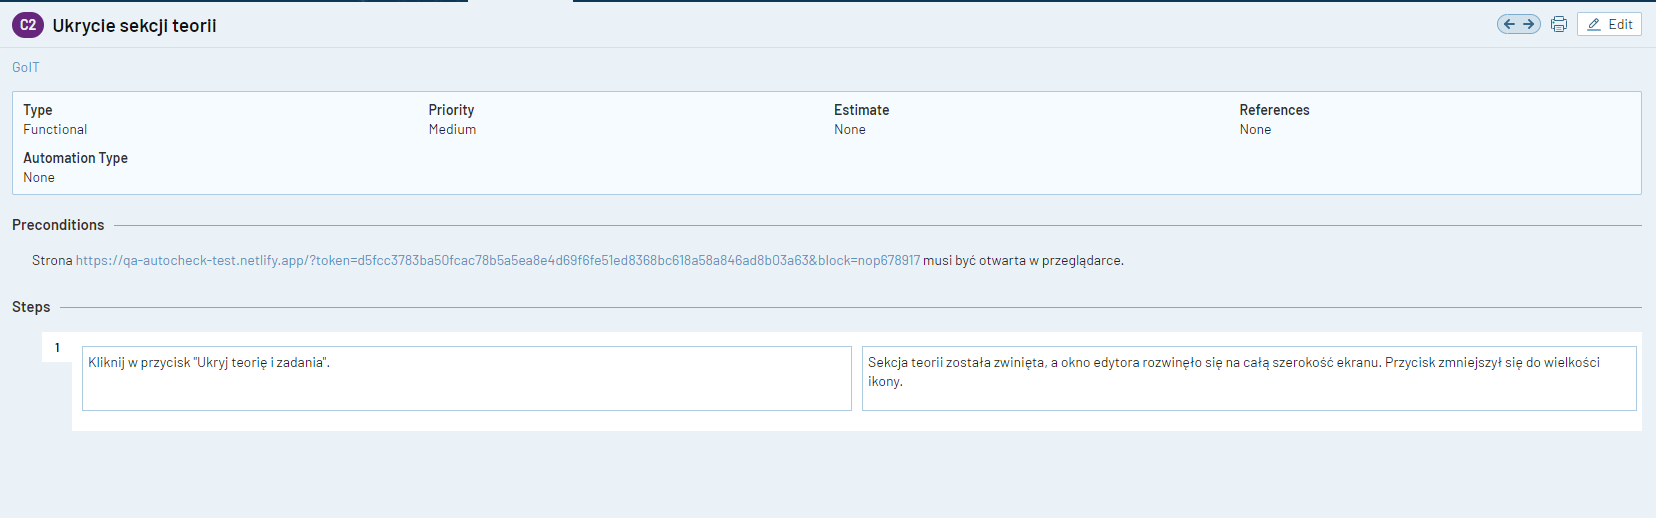 C2 Ukrycie sekcji teorii
Edit
GoIT
Type Priority Estimate References
Functional Medium None None
Automation Type
None
Preconditions
Strona https://qa-autocheck-test.netlify.app/?token=d5fcc3783ba50fcac78b5a5ea8e4d69f6fe51ed8368bc618a58a846ad8b03a63&block=nop678917 musi być otwarta w przeglądarce.
Steps
1
Kliknij w przycisk "Ukryj teorię i zadania".
Sekcja teorii została zwinięta, a okno edytora rozwinęło się na całą szerokość ekranu. Przycisk zmniejszył się do wielkości
ikony.